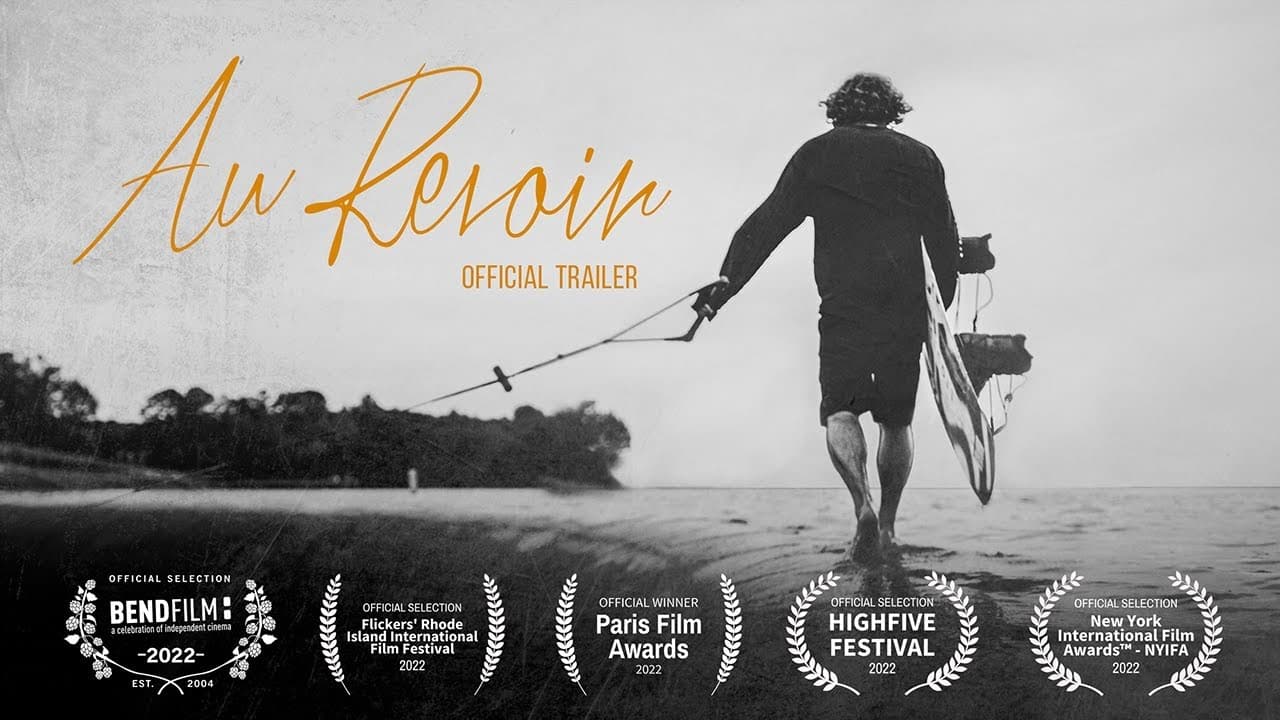 Au Revoir
OFFICIAL TRAILER
OFFICIAL SELECTION
BENDFILM:
a celebration of independent cinema
-2022-
EST. 2004
OFFICIAL SELECTION
Flickers' Rhode
Island International
Film Festival
2022
OFFICIAL WINNER
Paris Film
Awards
2022
OFFICIAL SELECTION
HIGHFIVE
FESTIVAL
2022
OFFICIAL SELECTION
New York
International Film
Awards™ - NYIFA
2022